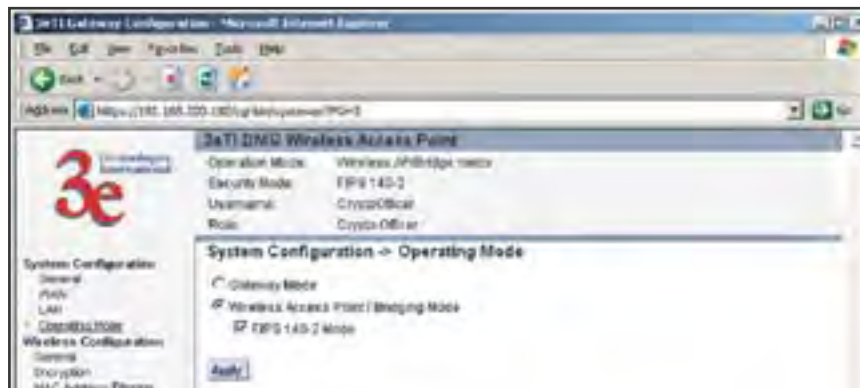 3eTI Gateway Configuration - Microsoft Internet Explorer
File Edit View Favorites Tools Help
Back
Address
Go
3e Technologies International
3eTI DMG Wireless Access Point
Operation Mode: Wireless AP/Bridge mode
Security Mode: FIPS 140-2
Username: CryptoOfficer
Role: Crypto Officer
System Configuration -> Operating Mode
Gateway Mode
Wireless Access Point / Bridging Mode
FIPS 140-2 Mode
Apply
System Configuration
General
WAN
LAN
Operating Mode
Wireless Configuration
General
Encryption
MAC Address Filtering